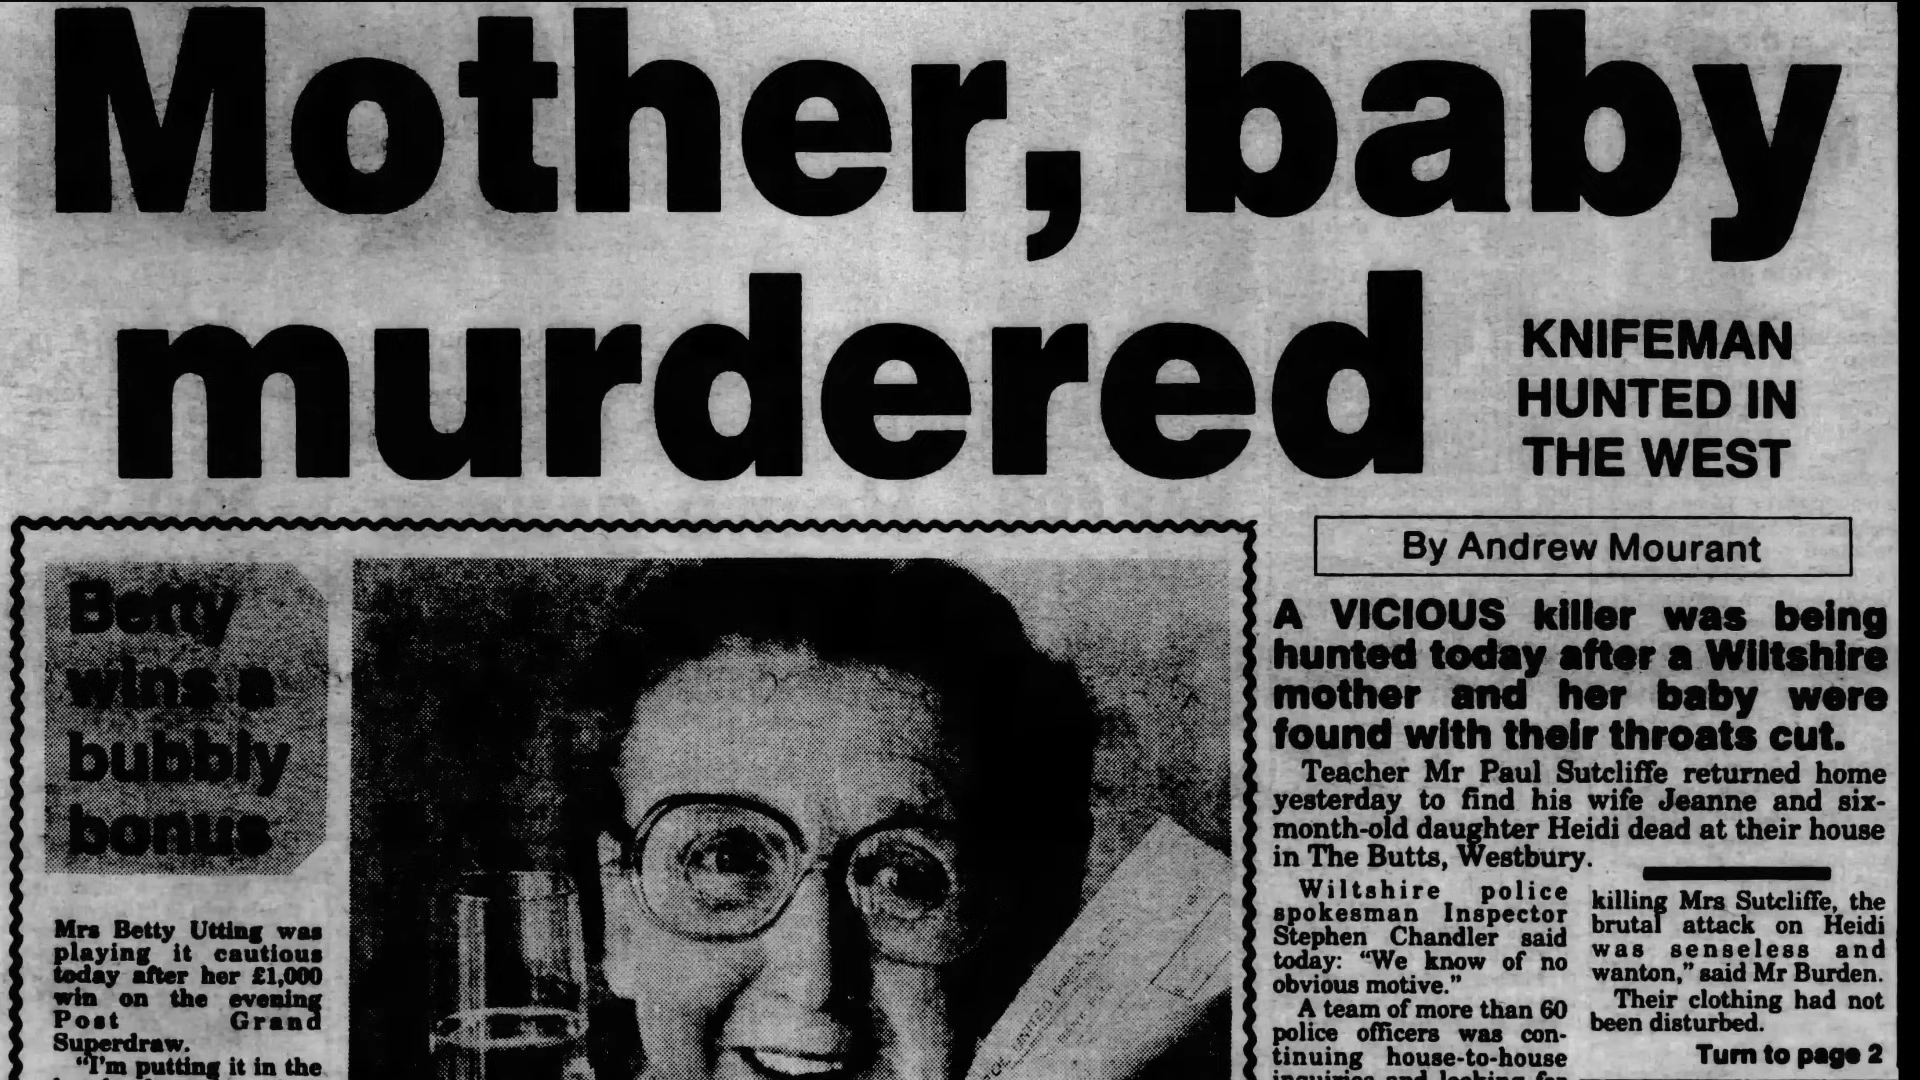 Mother, baby
murdered
KNIFEMAN
HUNTED IN
THE WEST
Betty
wins a
bubbly
bonus
Mrs Betty Utting was
playing it cautious
today after her £1,000
win on the evening
Post Grand
Superdraw.
"I'm putting it in the
By Andrew Mourant
A VICIOUS killer was being
hunted today after a Wiltshire
mother and her baby were
found with their throats cut.
Teacher Mr Paul Sutcliffe returned home
yesterday to find his wife Jeanne and six-
month-old daughter Heidi dead at their house
in The Butts, Westbury.
Wiltshire police
spokesman Inspector
Stephen Chandler said
today: "We know of no
obvious motive."
A team of more than 60
police officers was con-
tinuing house-to-house
inquiries and looking for
killing Mrs Sutcliffe, the
brutal attack on Heidi
was senseless and
wanton," said Mr Burden.
Their clothing had not
been disturbed.
Turn to page 2